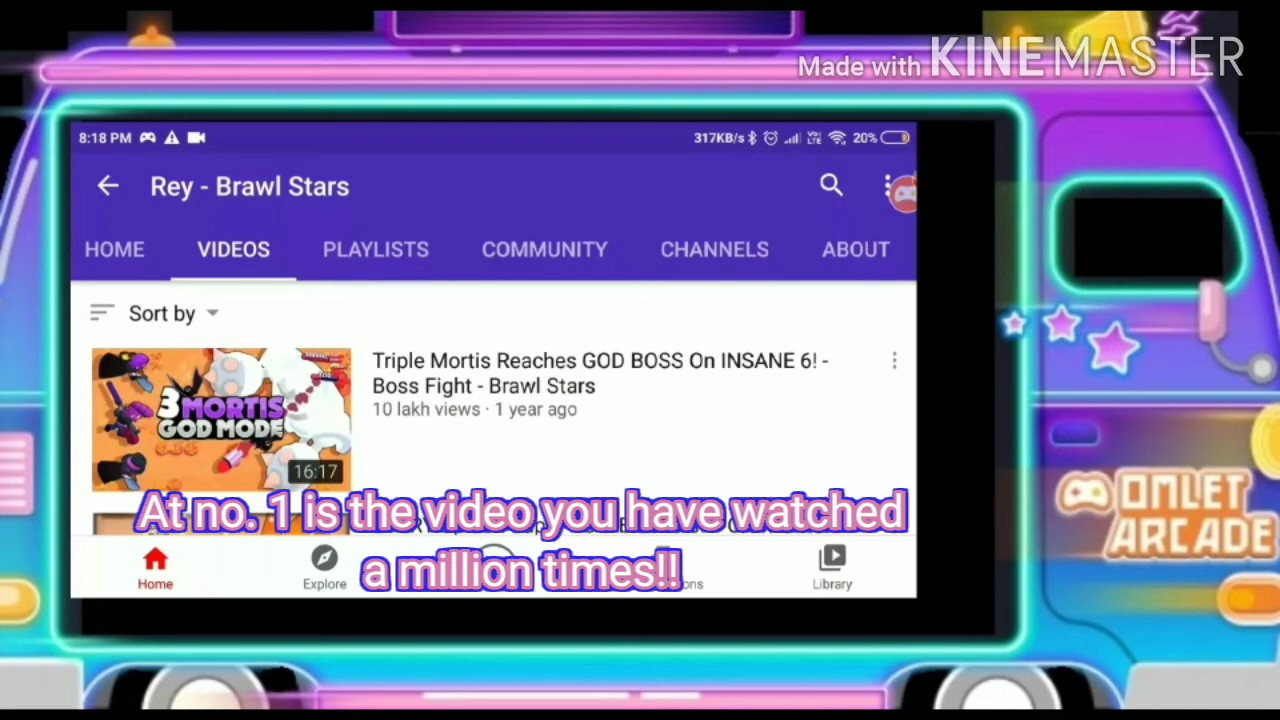 Made with KINEMASTER
8:18 PM
317KB/s Vo LTE 20%
Rey - Brawl Stars
HOME VIDEOS PLAYLISTS COMMUNITY CHANNELS ABOUT
Sort by
Triple Mortis Reaches GOD BOSS On INSANE 6! -
Boss Fight - Brawl Stars
10 lakh views · 1 year ago
3 MORTIS
GOD MODE
16:17
At no. 1 is the video you have watched
a million times!!
Home Explore Library
OMLET
ARCADE